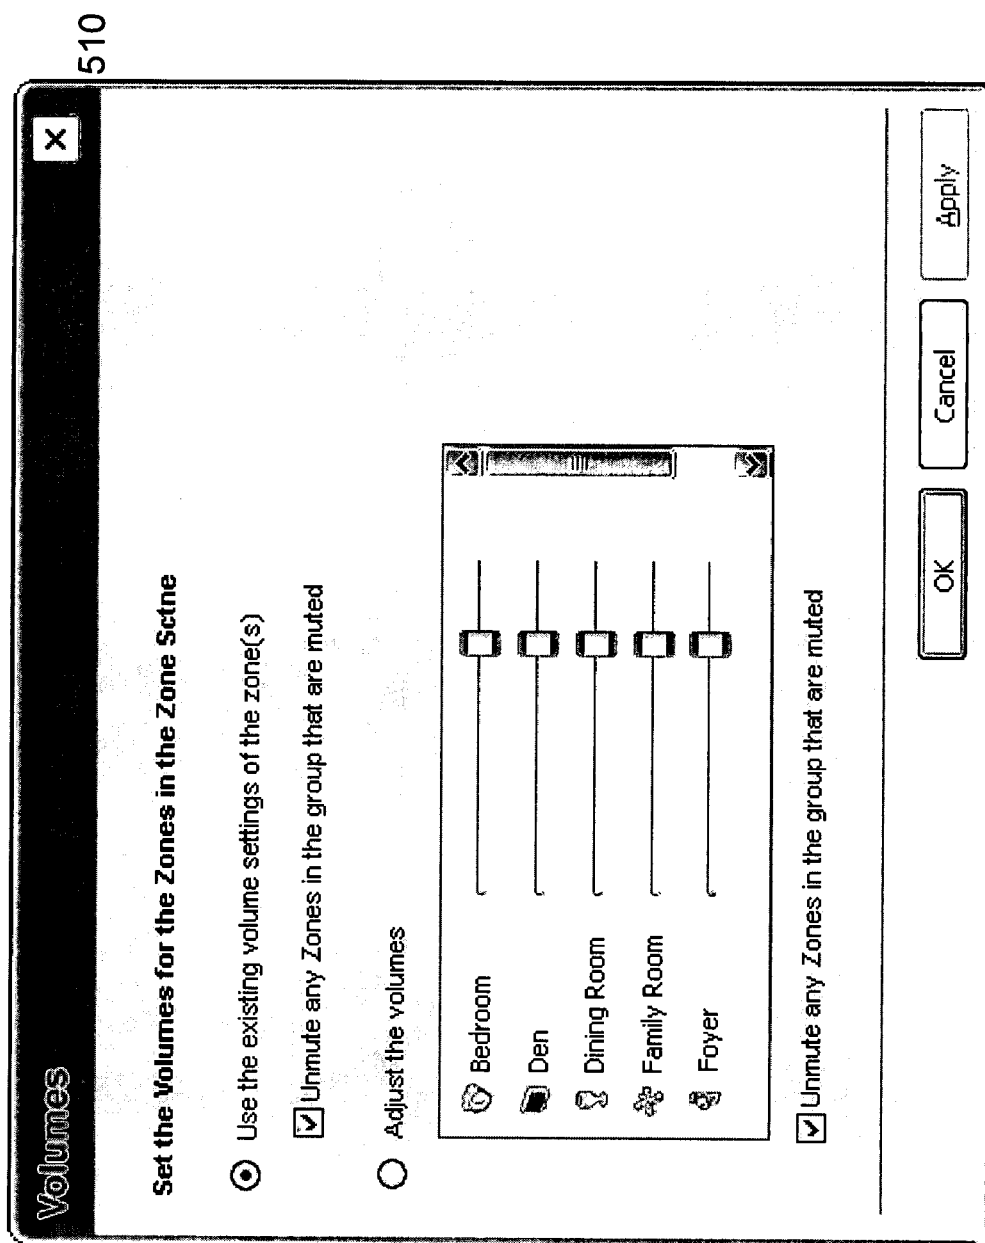 510
Volumes
Set the Volumes for the Zones in the Zone Sctne
Use the existing volume settings of the zone(s)
Unmute any Zones in the group that are muted
Adjust the volumes
Bedroom
Den
Dining Room
Family Room
Foyer
Unmute any Zones in the group that are muted
OK
Cancel
Apply